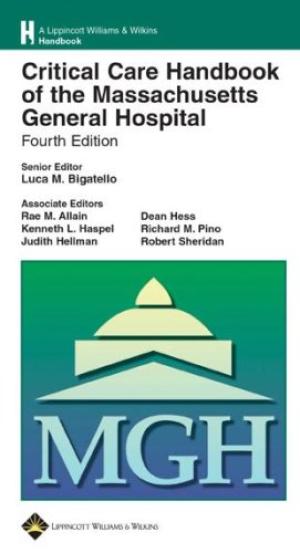 H A Lippincott Williams & Wilkins
Handbook
Critical Care Handbook
of the Massachusetts
General Hospital
Fourth Edition
Senior Editor
Luca M. Bigatello
Associate Editors
Rae M. Allain
Kenneth L. Haspel
Judith Hellman
Dean Hess
Richard M. Pino
Robert Sheridan
MGH
LIPPINCOTT WILLIAMS & WILKINS